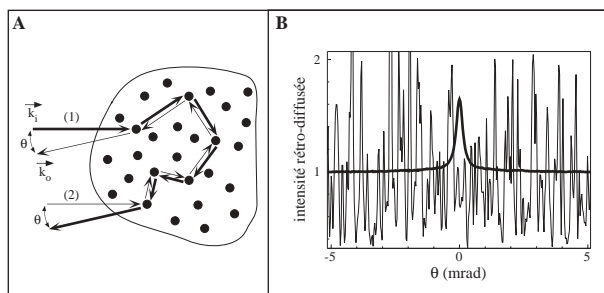 A
k_i
(1)
θ
k_o
(2)
θ
B
intensité rétro-diffusée
2
1
-5
0
5
θ (mrad)